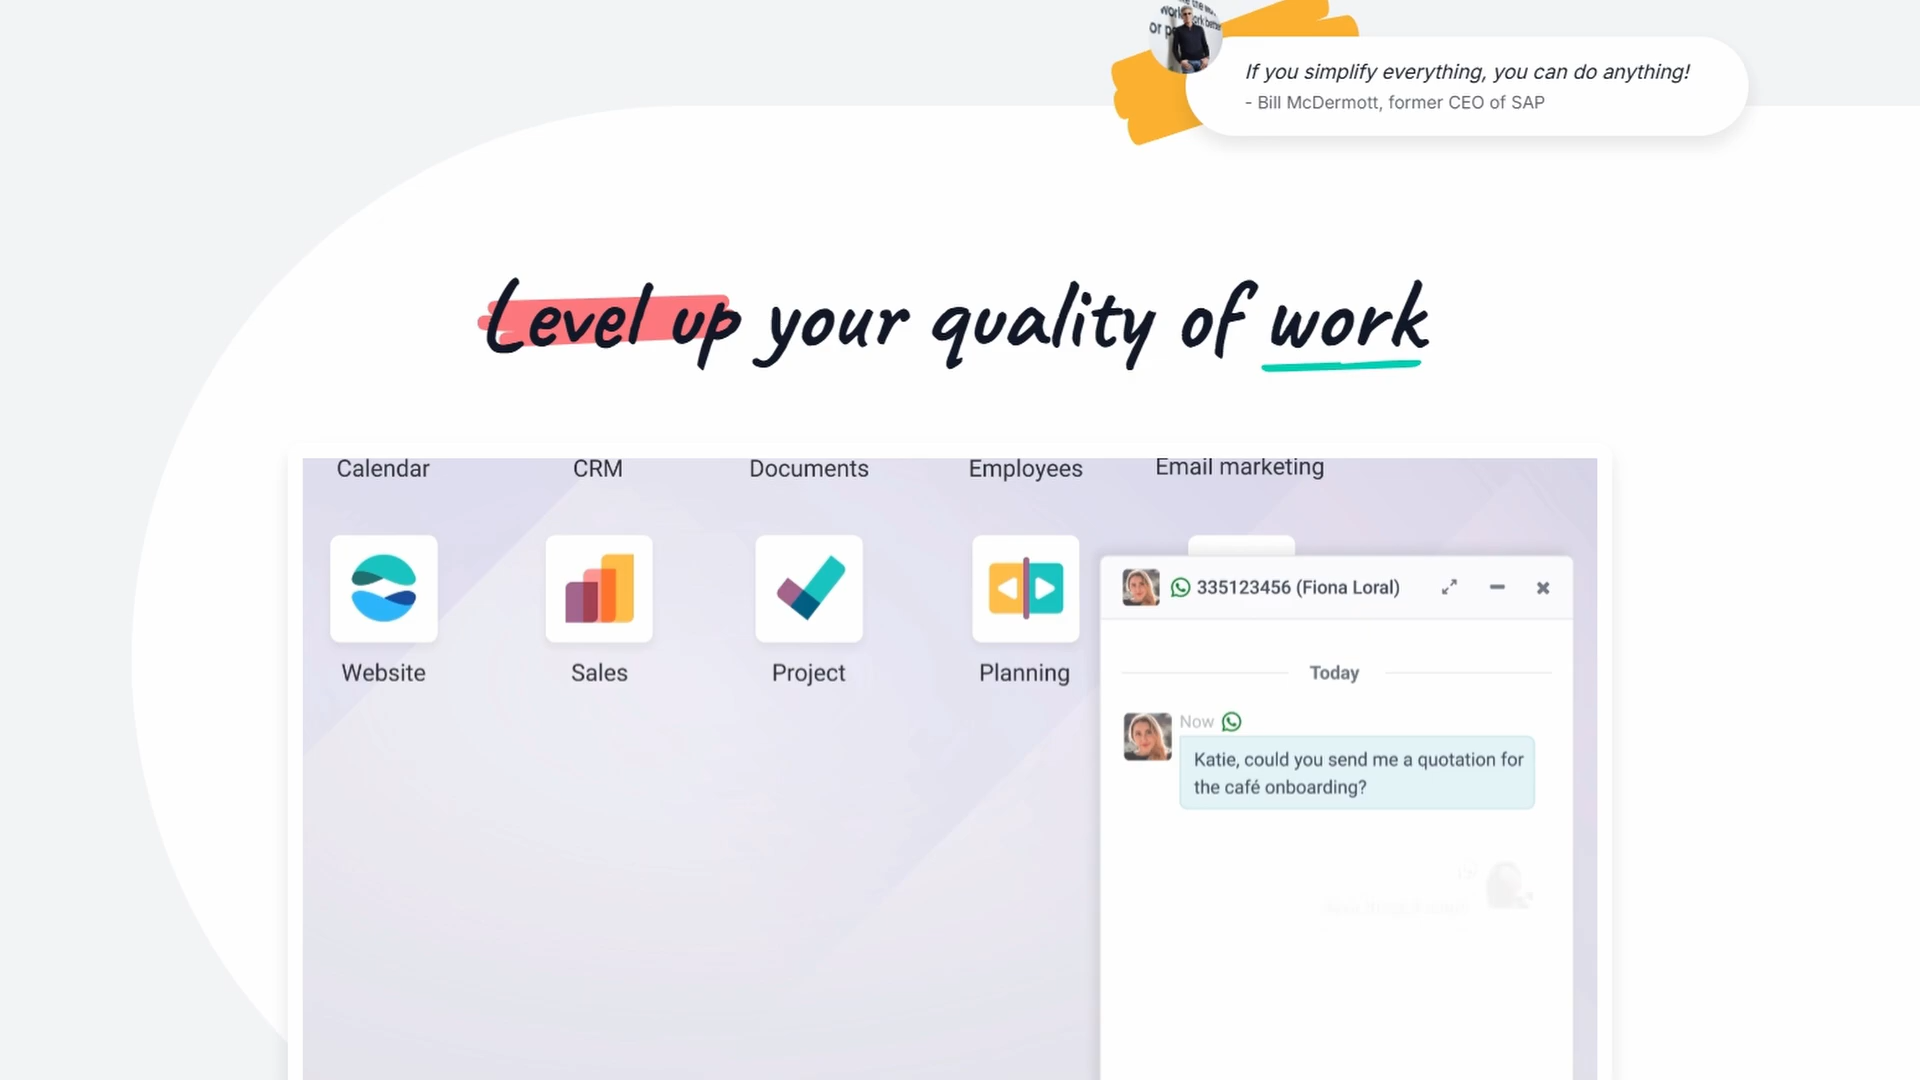 If you simplify everything, you can do anything!
- Bill McDermott, former CEO of SAP
Level up your quality of work
Calendar
CRM
Documents
Employees
Email marketing
Website
Sales
Project
Planning
335123456 (Fiona Loral)
Today
Now
Katie, could you send me a quotation for
the café onboarding?